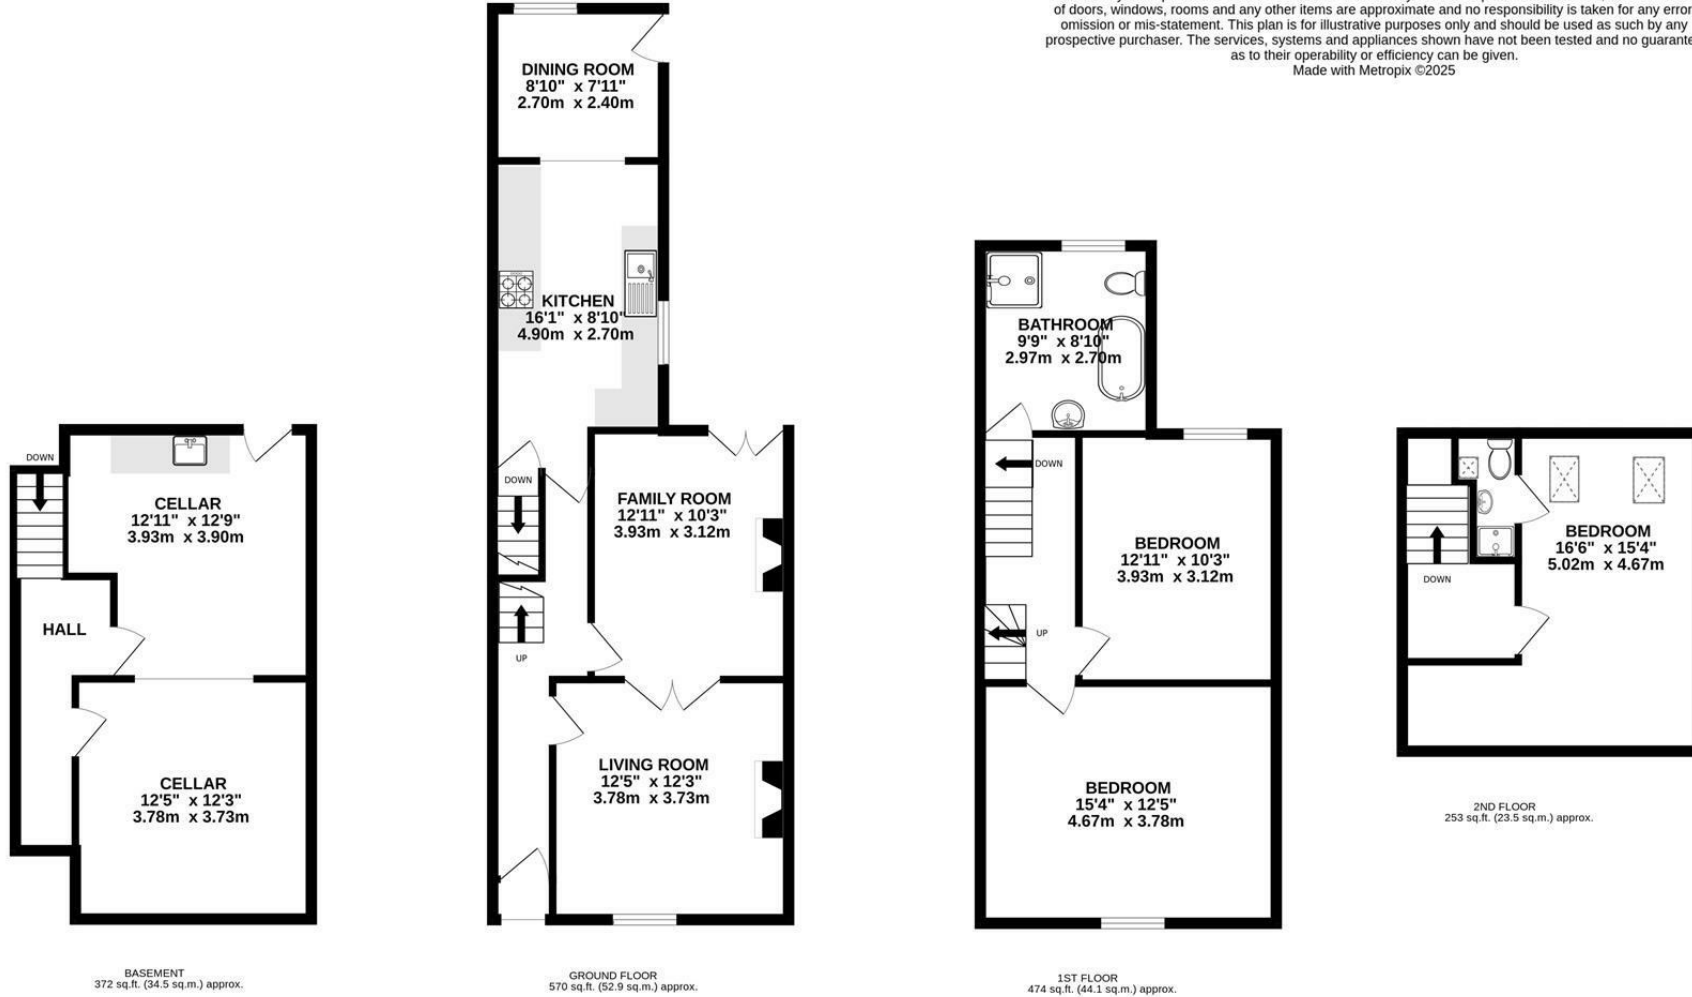 of doors, windows, rooms and any other items are approximate and no responsibility is taken for any error,
omission or mis-statement. This plan is for illustrative purposes only and should be used as such by any
prospective purchaser. The services, systems and appliances shown have not been tested and no guarantee
as to their operability or efficiency can be given.
Made with Metropix ©2025
DINING ROOM
8'10" x 7'11"
2.70m x 2.40m
KITCHEN
16'1" x 8'10"
4.90m x 2.70m
DOWN
FAMILY ROOM
12'11" x 10'3"
3.93m x 3.12m
UP
LIVING ROOM
12'5" x 12'3"
3.78m x 3.73m
GROUND FLOOR
570 sq.ft. (52.9 sq.m.) approx.
DOWN
CELLAR
12'11" x 12'9"
3.93m x 3.90m
HALL
CELLAR
12'5" x 12'3"
3.78m x 3.73m
BASEMENT
372 sq.ft. (34.5 sq.m.) approx.
BATHROOM
9'9" x 8'10"
2.97m x 2.70m
DOWN
BEDROOM
12'11" x 10'3"
3.93m x 3.12m
UP
BEDROOM
15'4" x 12'5"
4.67m x 3.78m
1ST FLOOR
474 sq.ft. (44.1 sq.m.) approx.
BEDROOM
16'6" x 15'4"
5.02m x 4.67m
DOWN
2ND FLOOR
253 sq.ft. (23.5 sq.m.) approx.